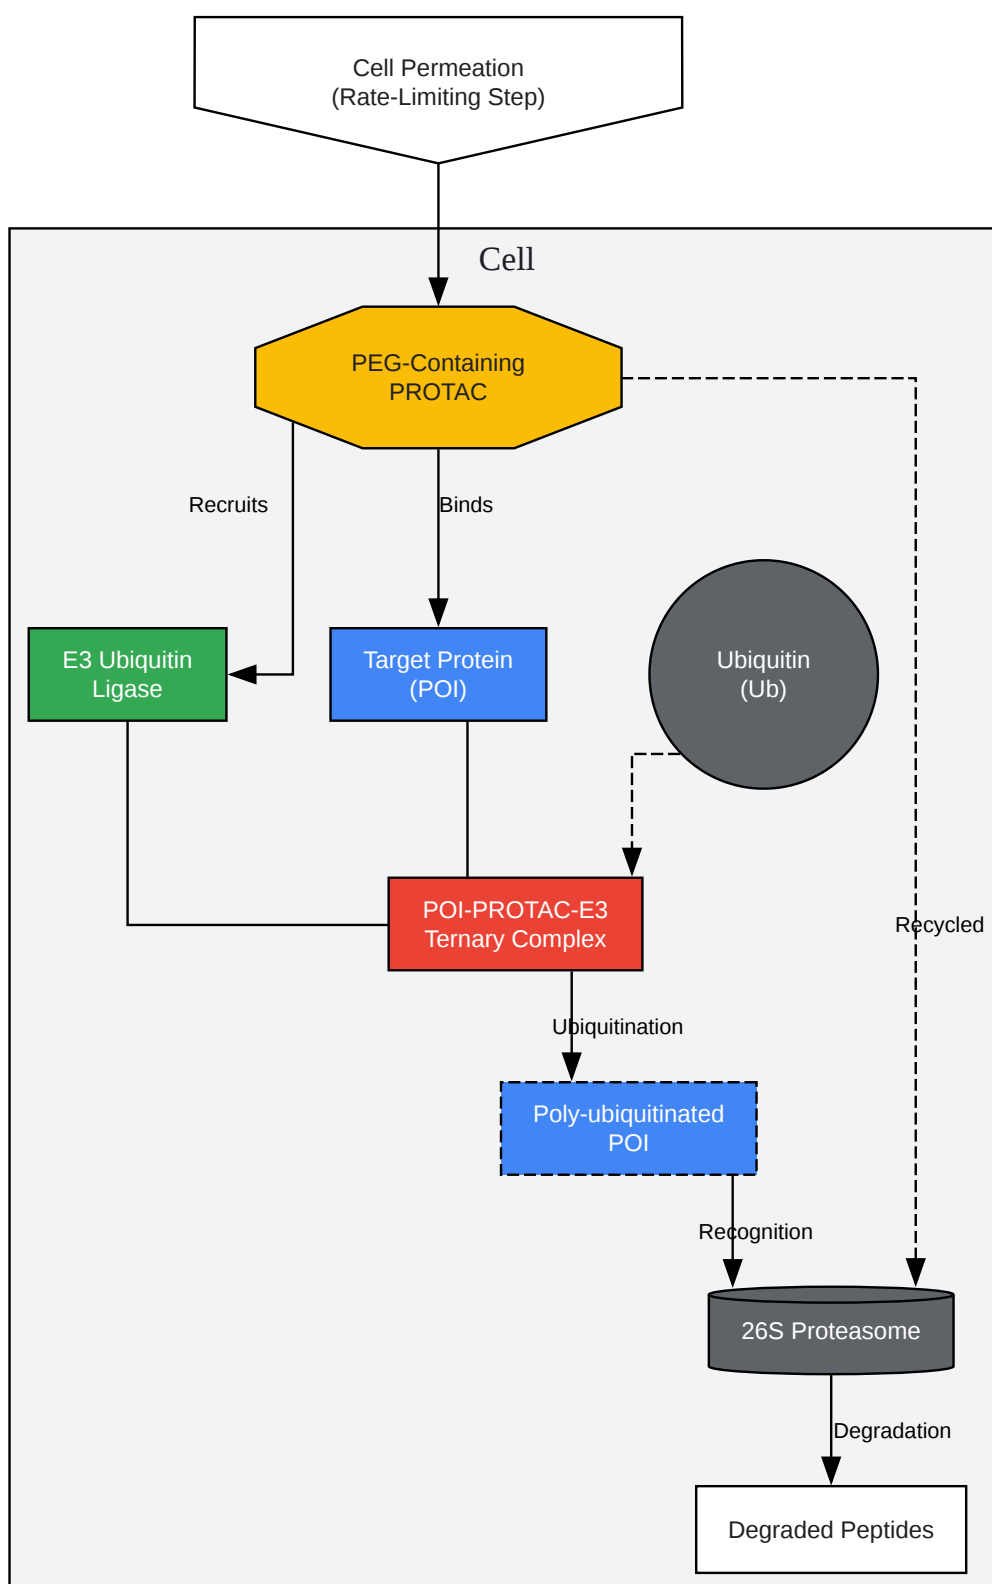 Cell Permeation
(Rate-Limiting Step)
Cell
PEG-Containing
PROTAC
Recruits
Binds
E3 Ubiquitin
Ligase
Target Protein
(POI)
Ubiquitin
(Ub)
POI-PROTAC-E3
Ternary Complex
Recycled
Ubiquitination
Poly-ubiquitinated
POI
Recognition
26S Proteasome
Degradation
Degraded Peptides